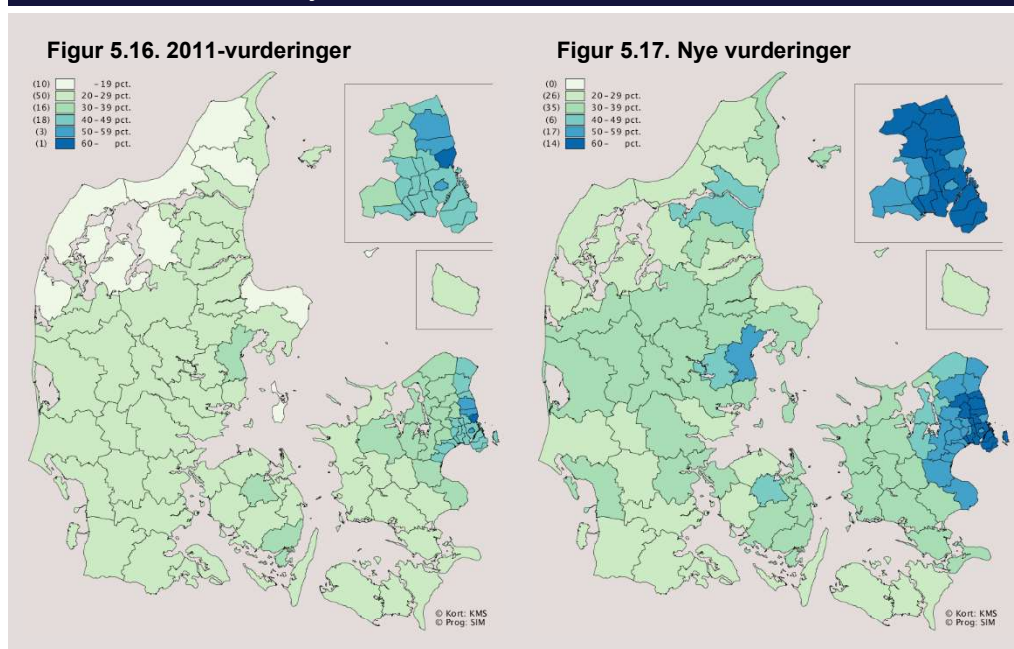 Figur 5.16. 2011-vurderinger
(10) – 19 pct.
(50) 20 – 29 pct.
(16) 30 – 39 pct.
(18) 40 – 49 pct.
(3) 50 – 59 pct.
(1) 60 – pct.
© Kort: KMS
© Prog: SIM
Figur 5.17. Nye vurderinger
(0)
(26) 20 – 29 pct.
(35) 30 – 39 pct.
(6) 40 – 49 pct.
(17) 50 – 59 pct.
(14) 60 – pct.
© Kort: KMS
© Prog: SIM